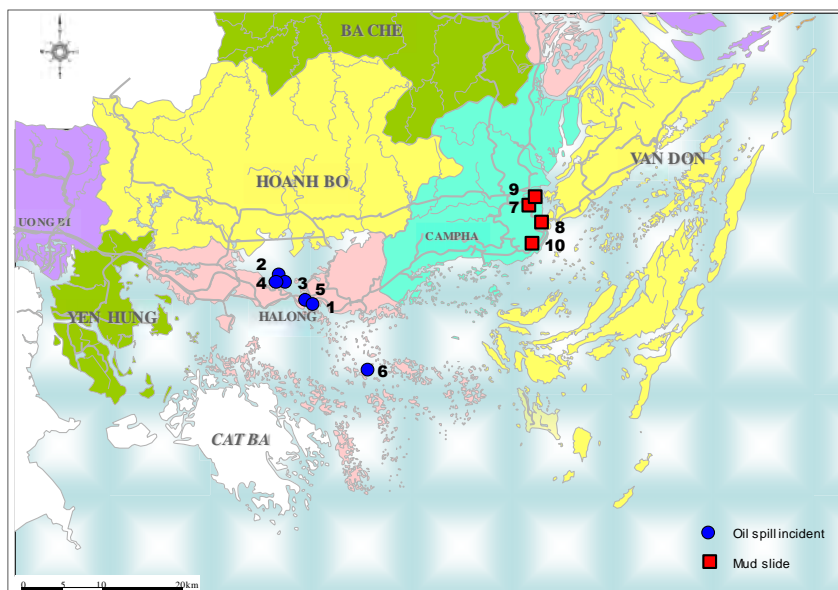 BA CHE
VAN DON
HOANH BO
9
7
UONG BI
8
CAMPHA
10
2
4
3
5
1
HALONG
YEN HUNG
6
CAT BA
Oil spill incident
Mud slide
0 5 10 20km